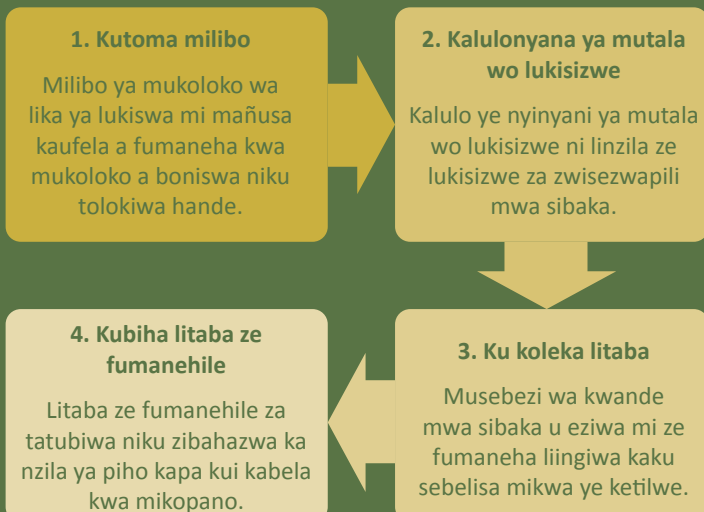 1. Kutoma milibo
Milibo ya mukoloko wa
lika ya lukiswa mi mañusa
kaufela a fumaneha kwa
mukoloko a boniswa niku
tolokiwa hande.
2. Kalulonyana ya mutala
wo lukisizwe
Kalulo ye nyinyani ya mutala
wo lukisizwe ni linzila ze
lukisizwe za zwisezwapili
mwa sibaka.
3. Ku koleka litaba
Musebezi wa kwande
mwa sibaka u eziwa mi ze
fumaneha liingiwa kaku
sebelisa mikwa ye ketilwe.
4. Kubiha litaba ze
fumanehile
Litaba ze fumanehile za
tatubiwa niku zibahazwa ka
nzila ya piho kapa kui kabela
kwa mikopano.